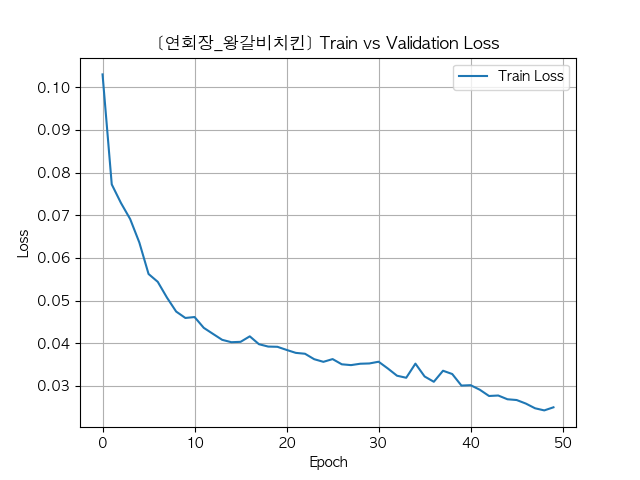 [연회장_왕갈비치킨] Train vs Validation Loss
Train Loss
Loss
0.10
0.09
0.08
0.07
0.06
0.05
0.04
0.03
0 10 20 30 40 50
Epoch